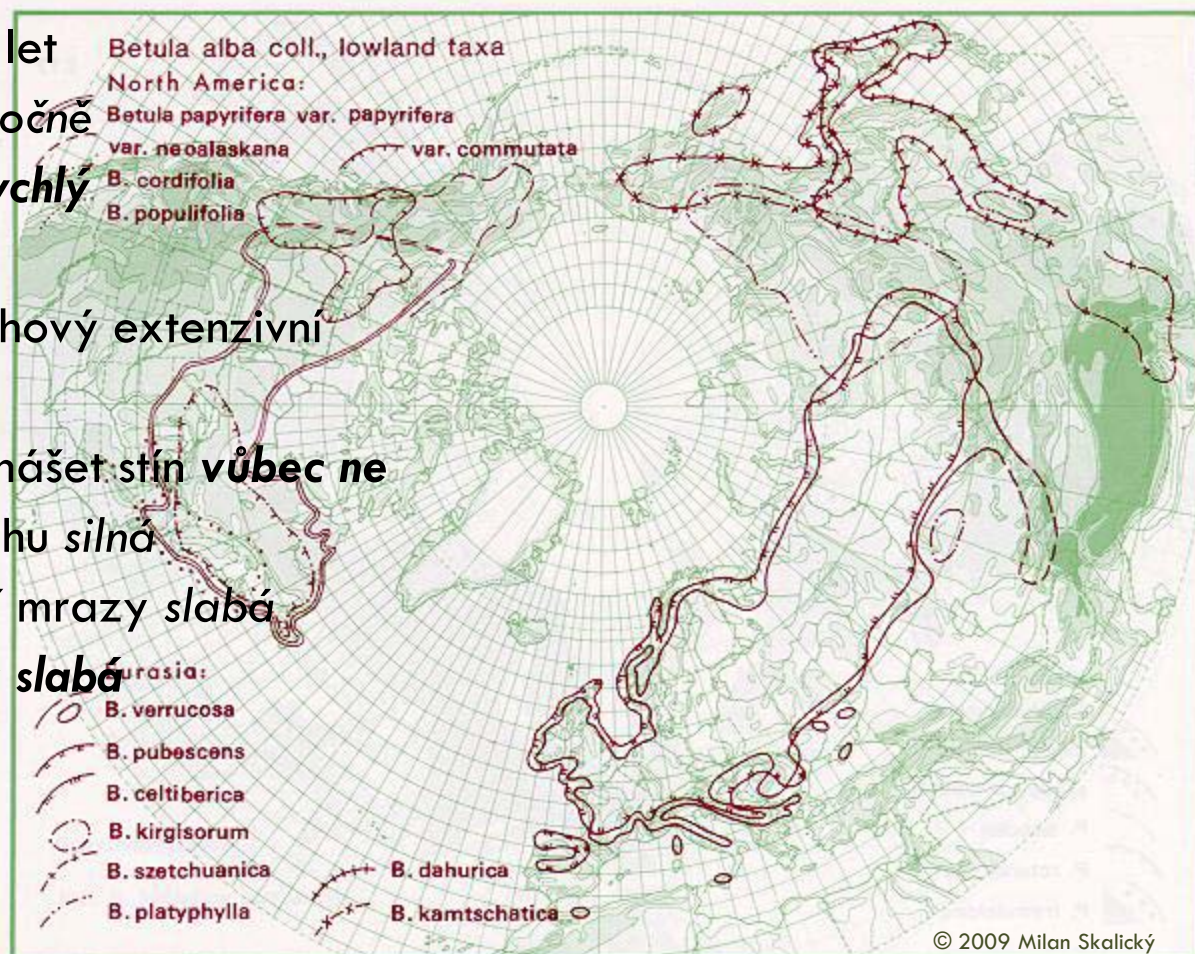 let
Betula alba coll., lowland taxa
North America:
očně
Betula papyrifera var. papyrifera
var. neoalaskana
var. commutata
ychlý
B. cordifolia
B. populifolia
hový extenzivní
nášet stín vůbec ne
hu silná
í mrazy slabá
slabá
Eurasia:
B. verrucosa
B. pubescens
B. celtiberica
B. kirgisorum
B. szetchuanica
B. dahurica
B. platyphylla
B. kamtschatica
© 2009 Milan Skalický